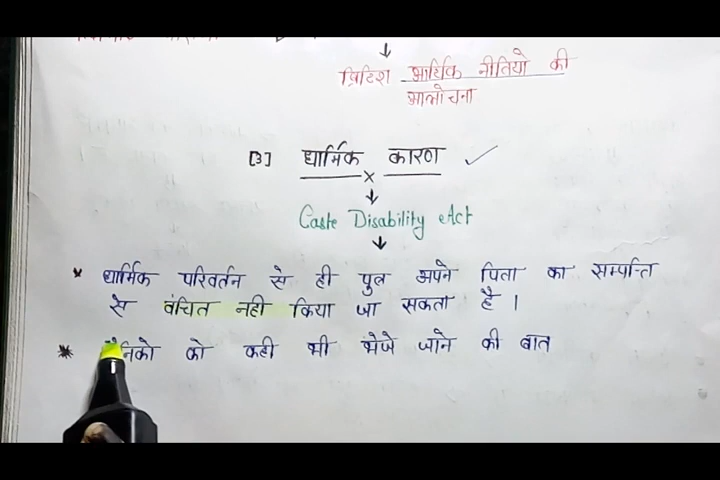 ब्रिटिश आर्थिक नीतियो की
आलोचना
[3] धार्मिक कारण ✓
×
Caste Disability Act
* धार्मिक परिवर्तन से ही पुत्र अपने पिता का सम्पत्ति
से वंचित नही किया जा सकता है ।
* को कही भी भेजे जाने की बात